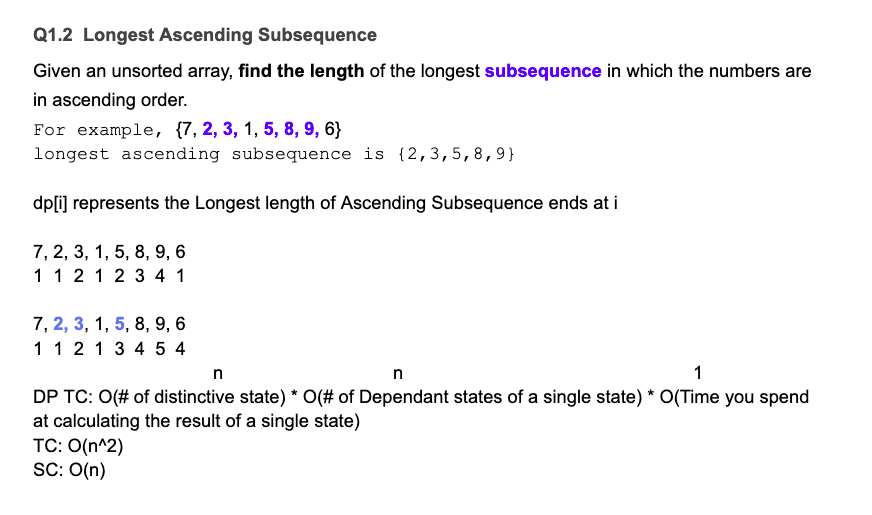 Q1.2 Longest Ascending Subsequence
Given an unsorted array, find the length of the longest subsequence in which the numbers are
in ascending order.
For example, {7, 2, 3, 1, 5, 8, 9, 6}
longest ascending subsequence is {2,3,5,8,9}
dp[i] represents the Longest length of Ascending Subsequence ends at i
7, 2, 3, 1, 5, 8, 9, 6
1 1 2 1 2 3 4 1
7, 2, 3, 1, 5, 8, 9, 6
1 1 2 1 3 4 5 4
n n 1
DP TC: O(# of distinctive state) * O(# of Dependant states of a single state) * O(Time you spend
at calculating the result of a single state)
TC: O(n^2)
SC: O(n)